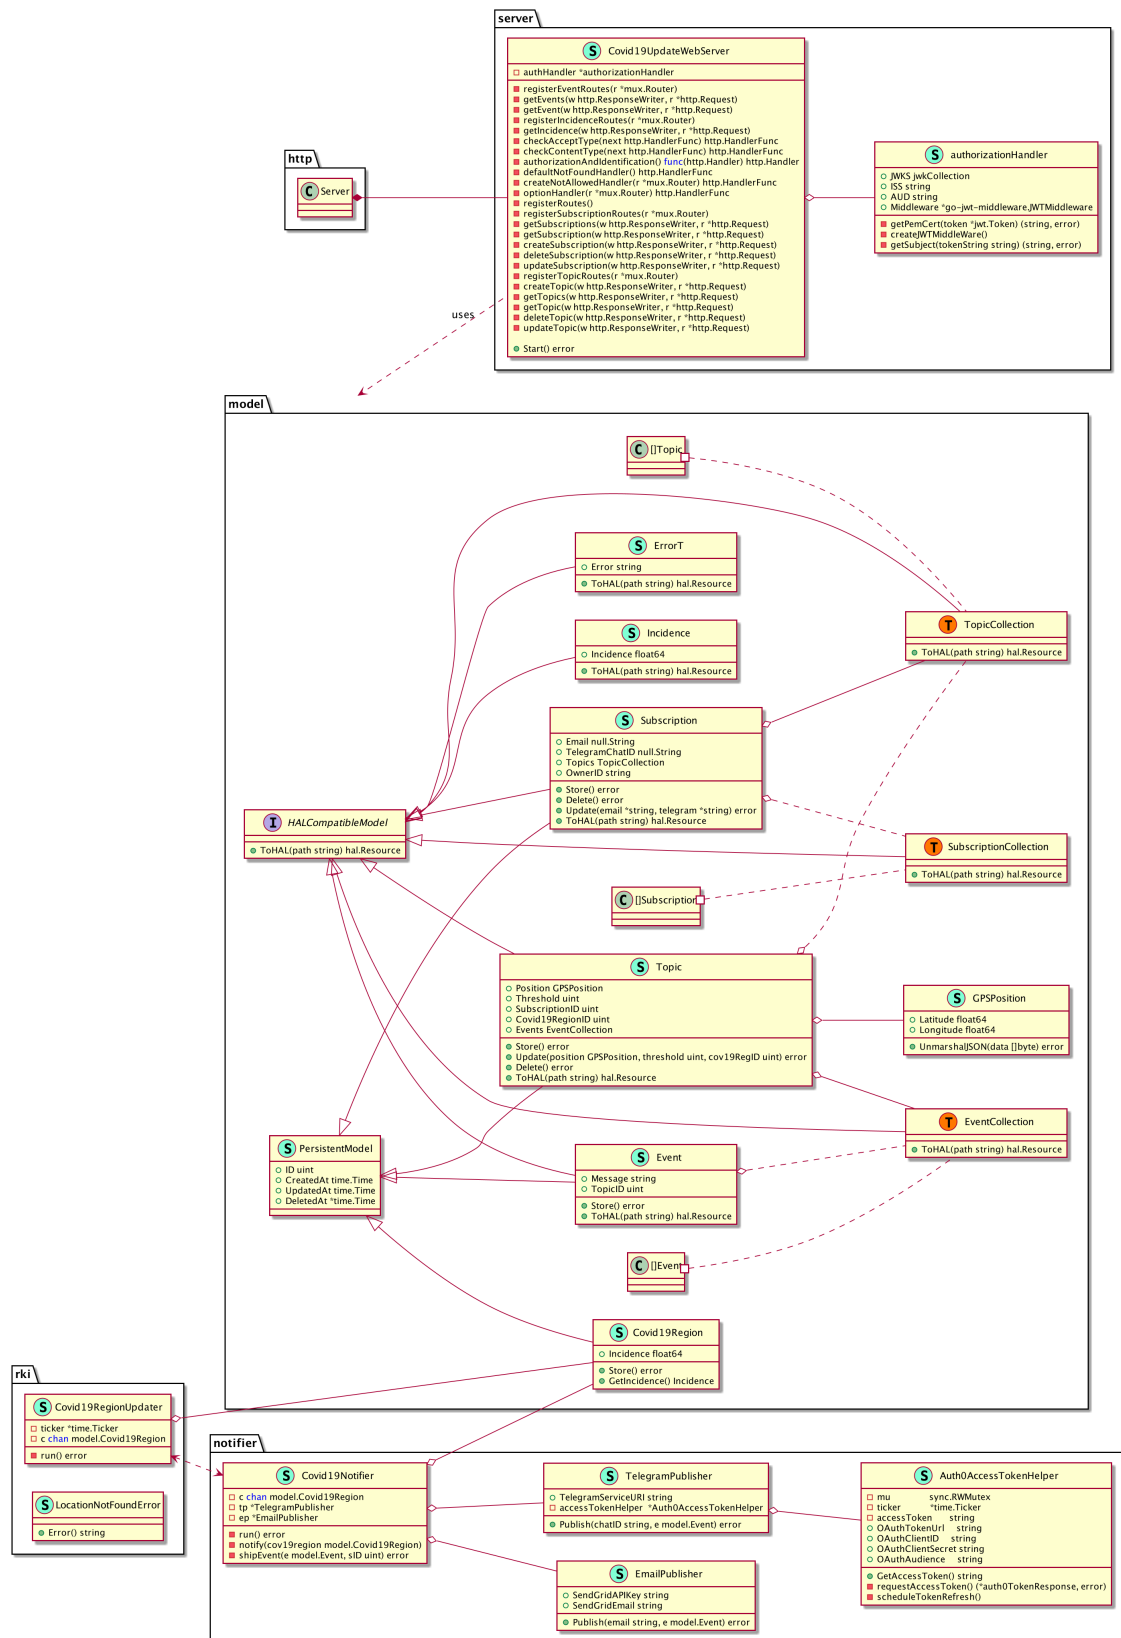 server
S Covid19UpdateWebServer
authHandler *authorizationHandler
registerEventRoutes(r *mux.Router)
getEvents(w http.ResponseWriter, r *http.Request)
getEvent(w http.ResponseWriter, r *http.Request)
registerIncidenceRoutes(r *mux.Router)
getIncidence(w http.ResponseWriter, r *http.Request)
checkAcceptType(next http.HandlerFunc) http.HandlerFunc
checkContentType(next http.HandlerFunc) http.HandlerFunc
authorizationAndIdentification() func(http.Handler) http.Handler
defaultNotFoundHandler() http.HandlerFunc
createNotAllowedHandler(r *mux.Router) http.HandlerFunc
optionHandler(r *mux.Router) http.HandlerFunc
registerRoutes()
registerSubscriptionRoutes(r *mux.Router)
getSubscriptions(w http.ResponseWriter, r *http.Request)
getSubscription(w http.ResponseWriter, r *http.Request)
createSubscription(w http.ResponseWriter, r *http.Request)
deleteSubscription(w http.ResponseWriter, r *http.Request)
updateSubscription(w http.ResponseWriter, r *http.Request)
registerTopicRoutes(r *mux.Router)
createTopic(w http.ResponseWriter, r *http.Request)
getTopics(w http.ResponseWriter, r *http.Request)
getTopic(w http.ResponseWriter, r *http.Request)
deleteTopic(w http.ResponseWriter, r *http.Request)
updateTopic(w http.ResponseWriter, r *http.Request)
Start() error
S authorizationHandler
JWKS jwkCollection
ISS string
AUD string
Middleware *go-jwt-middleware.JWTMiddleware
getPemCert(token *jwt.Token) (string, error)
createJWTMiddleWare()
getSubject(tokenString string) (string, error)
http
C Server
uses
model
C []Topic
S ErrorT
Error string
ToHAL(path string) hal.Resource
S Incidence
Incidence float64
ToHAL(path string) hal.Resource
T TopicCollection
ToHAL(path string) hal.Resource
S Subscription
Email null.String
TelegramChatID null.String
Topics TopicCollection
OwnerID string
Store() error
Delete() error
Update(email *string, telegram *string) error
ToHAL(path string) hal.Resource
I HALCompatibleModel
ToHAL(path string) hal.Resource
T SubscriptionCollection
ToHAL(path string) hal.Resource
C []Subscription
S Topic
Position GPSPosition
Threshold uint
SubscriptionID uint
Covid19RegionID uint
Events EventCollection
Store() error
Update(position GPSPosition, threshold uint, cov19RegID uint) error
Delete() error
ToHAL(path string) hal.Resource
S GPSPosition
Latitude float64
Longitude float64
UnmarshalJSON(data []byte) error
T EventCollection
ToHAL(path string) hal.Resource
S PersistentModel
ID uint
CreatedAt time.Time
UpdatedAt time.Time
DeletedAt *time.Time
S Event
Message string
TopicID uint
Store() error
ToHAL(path string) hal.Resource
C []Event
S Covid19Region
Incidence float64
Store() error
GetIncidence() Incidence
rki
S Covid19RegionUpdater
ticker *time.Ticker
c chan model.Covid19Region
run() error
S LocationNotFoundError
Error() string
notifier
S Covid19Notifier
c chan model.Covid19Region
tp *TelegramPublisher
ep *EmailPublisher
run() error
notify(cov19region model.Covid19Region)
shipEvent(e model.Event, sID uint) error
S TelegramPublisher
TelegramServiceURI string
accessTokenHelper *Auth0AccessTokenHelper
Publish(chatID string, e model.Event) error
S EmailPublisher
SendGridAPIKey string
SendGridEmail string
Publish(email string, e model.Event) error
S Auth0AccessTokenHelper
mu sync.RWMutex
ticker *time.Ticker
accessToken string
OAuthTokenUrl string
OAuthClientID string
OAuthClientSecret string
OAuthAudience string
GetAccessToken() string
requestAccessToken() (*auth0TokenResponse, error)
scheduleTokenRefresh()